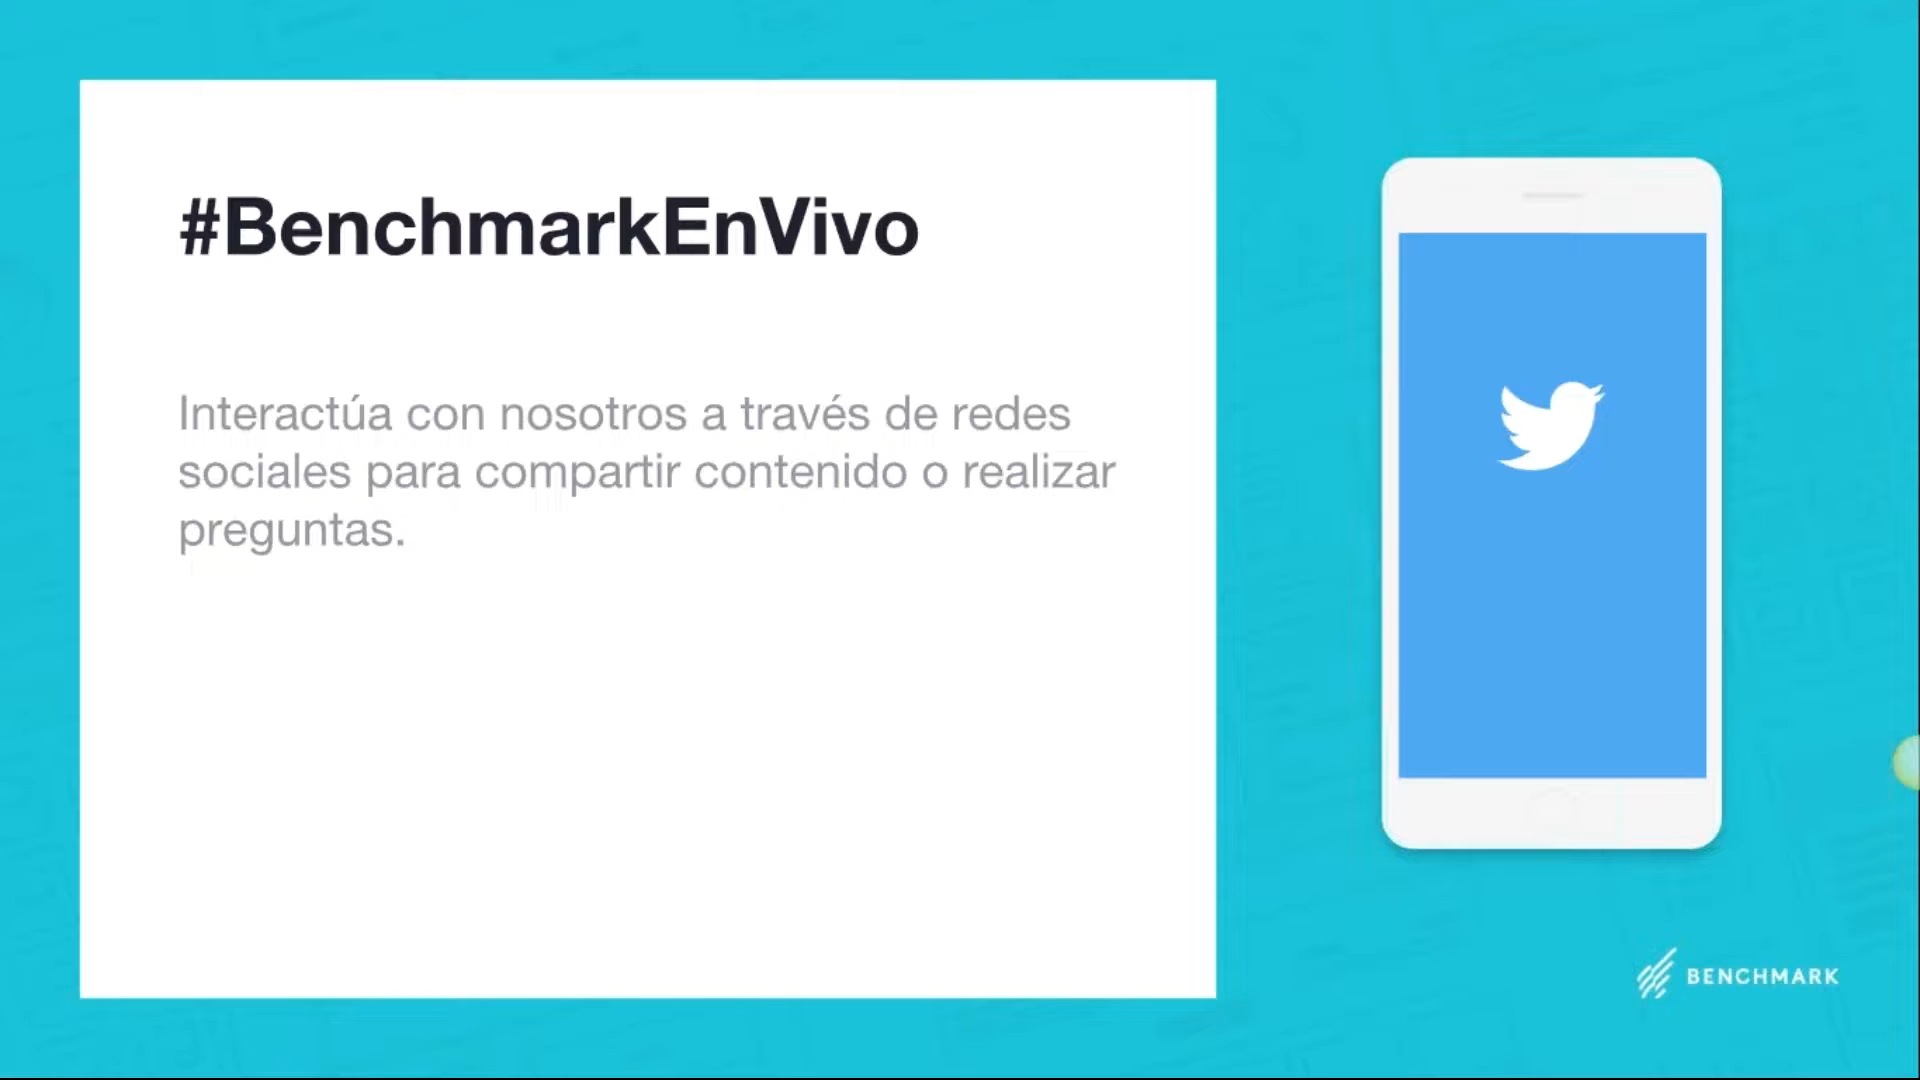 #BenchmarkEnVivo
Interactúa con nosotros a través de redes
sociales para compartir contenido o realizar
preguntas.
BENCHMARK